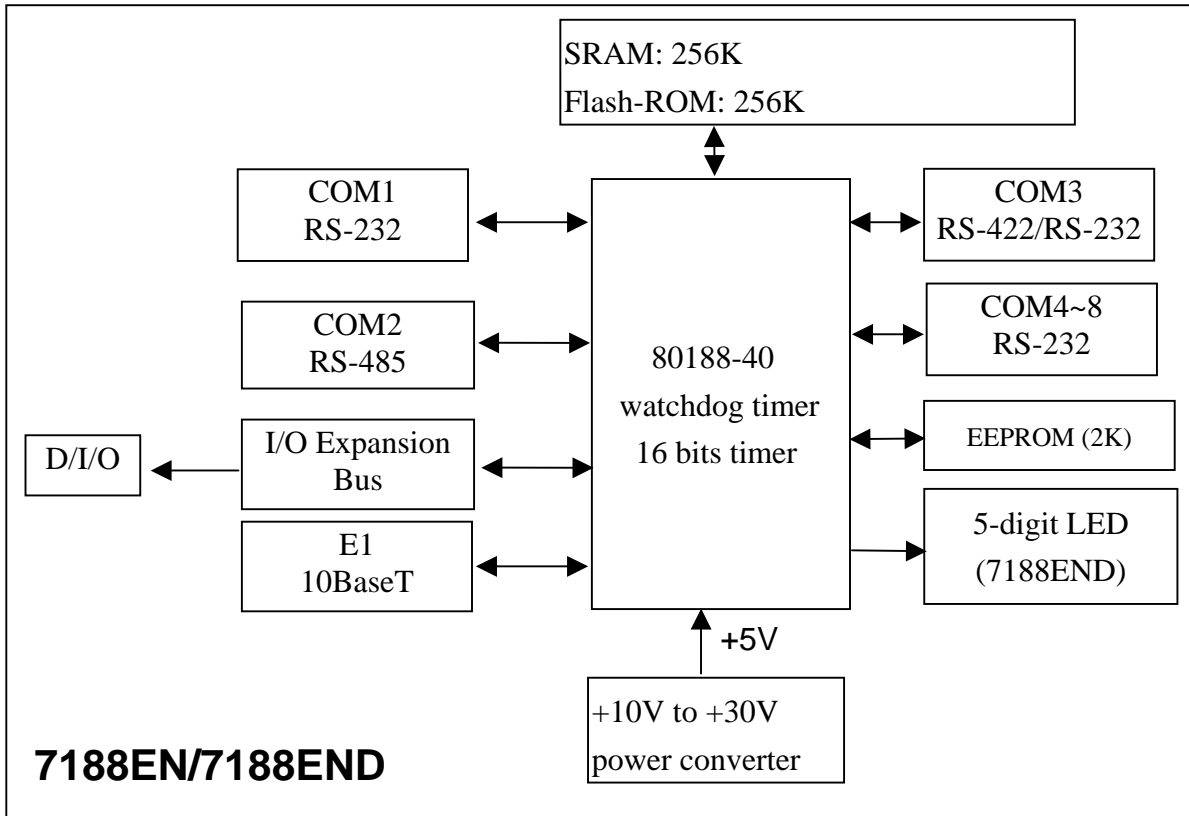 SRAM: 256K
Flash-ROM: 256K
COM1
RS-232
COM3
RS-422/RS-232
COM2
RS-485
COM4~8
RS-232
80188-40
watchdog timer
16 bits timer
D/I/O
I/O Expansion
Bus
EEPROM (2K)
E1
10BaseT
5-digit LED
(7188END)
+5V
+10V to +30V
power converter
7188EN/7188END